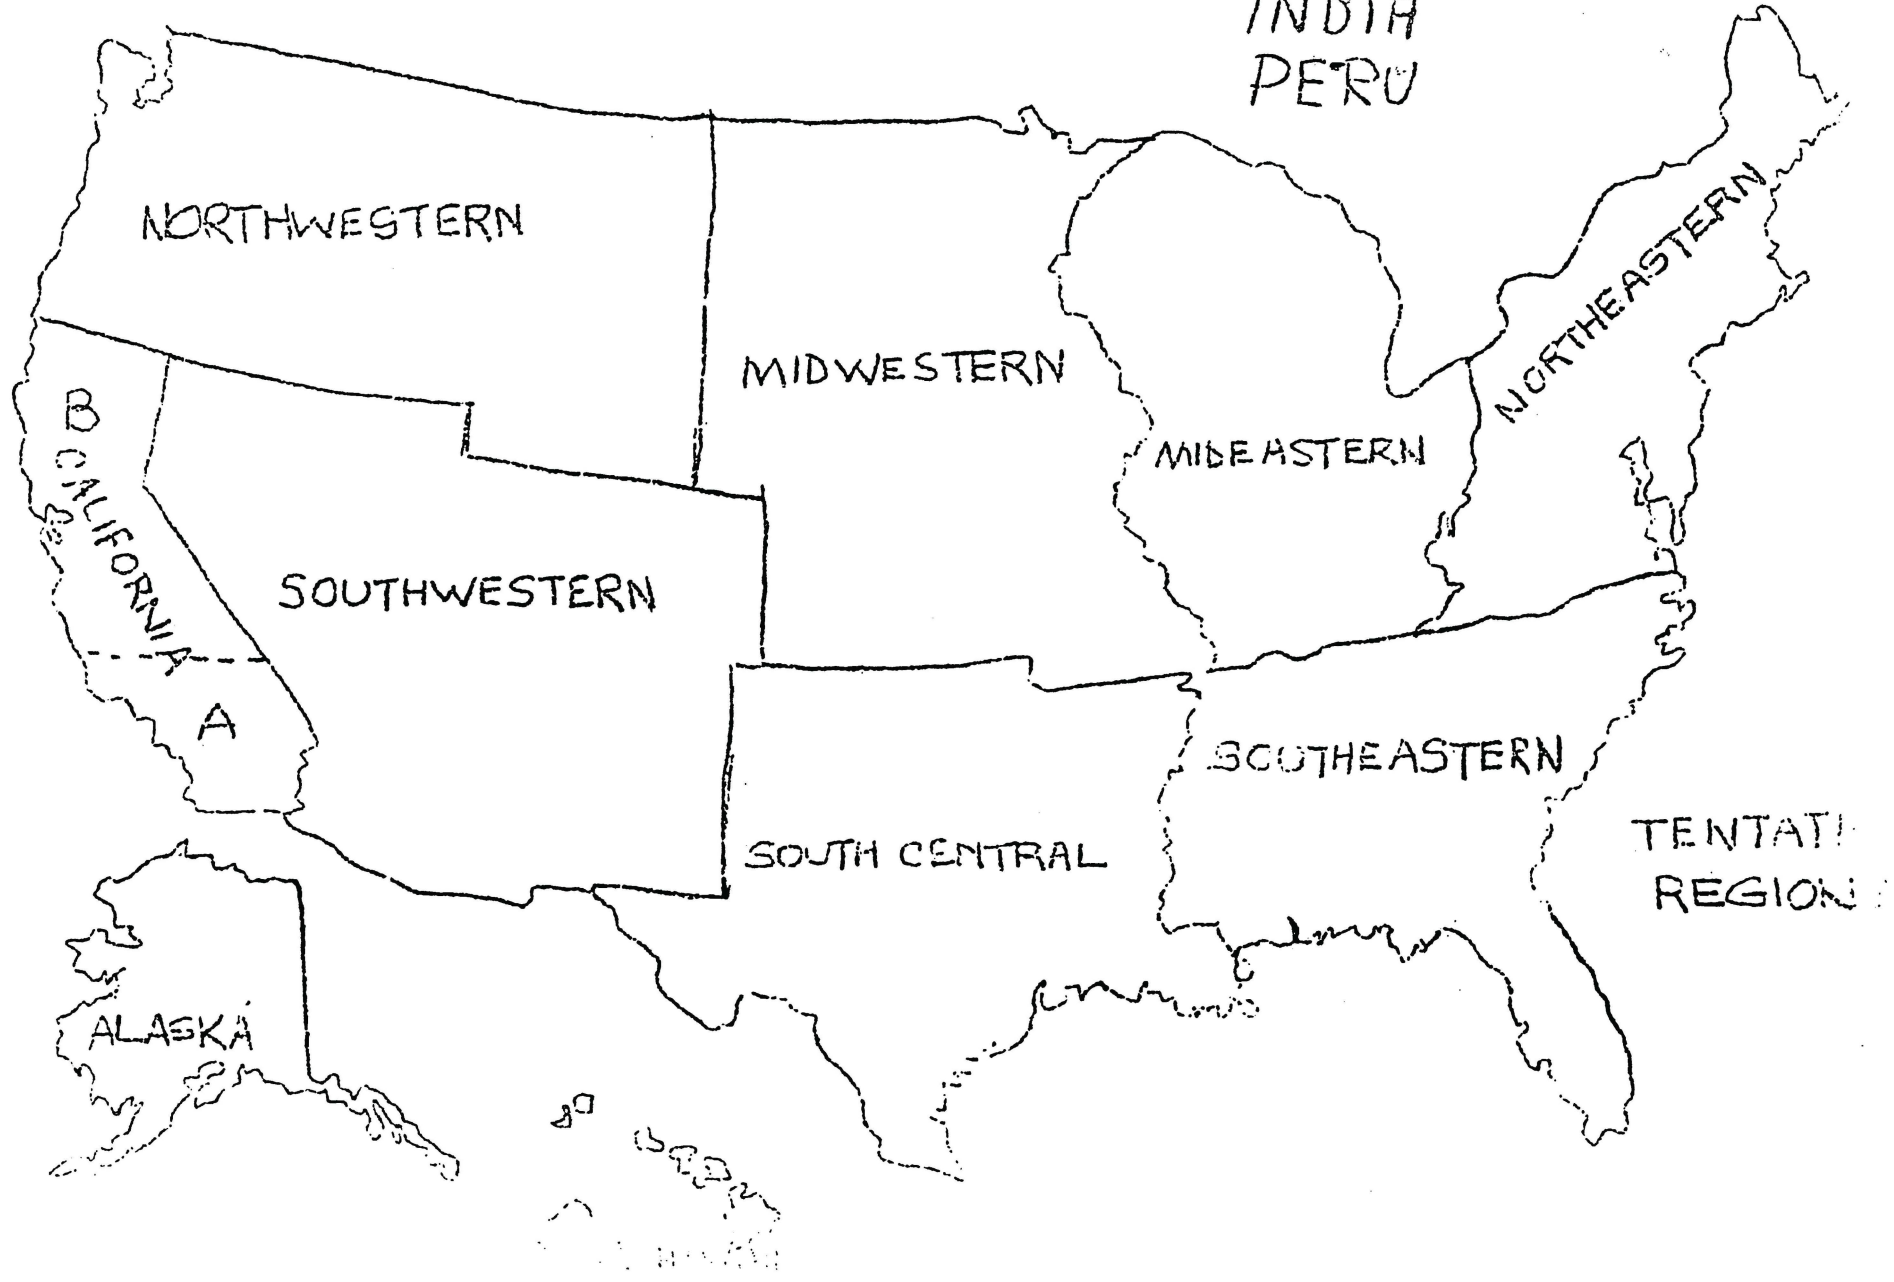 INDIA
PERU
NORTHWESTERN
NORTHEASTERN
MIDWESTERN
B
CALIFORNIA
MIDEASTERN
SOUTHWESTERN
A
SOUTHEASTERN
SOUTH CENTRAL
TENTATI
REGION
ALASKA